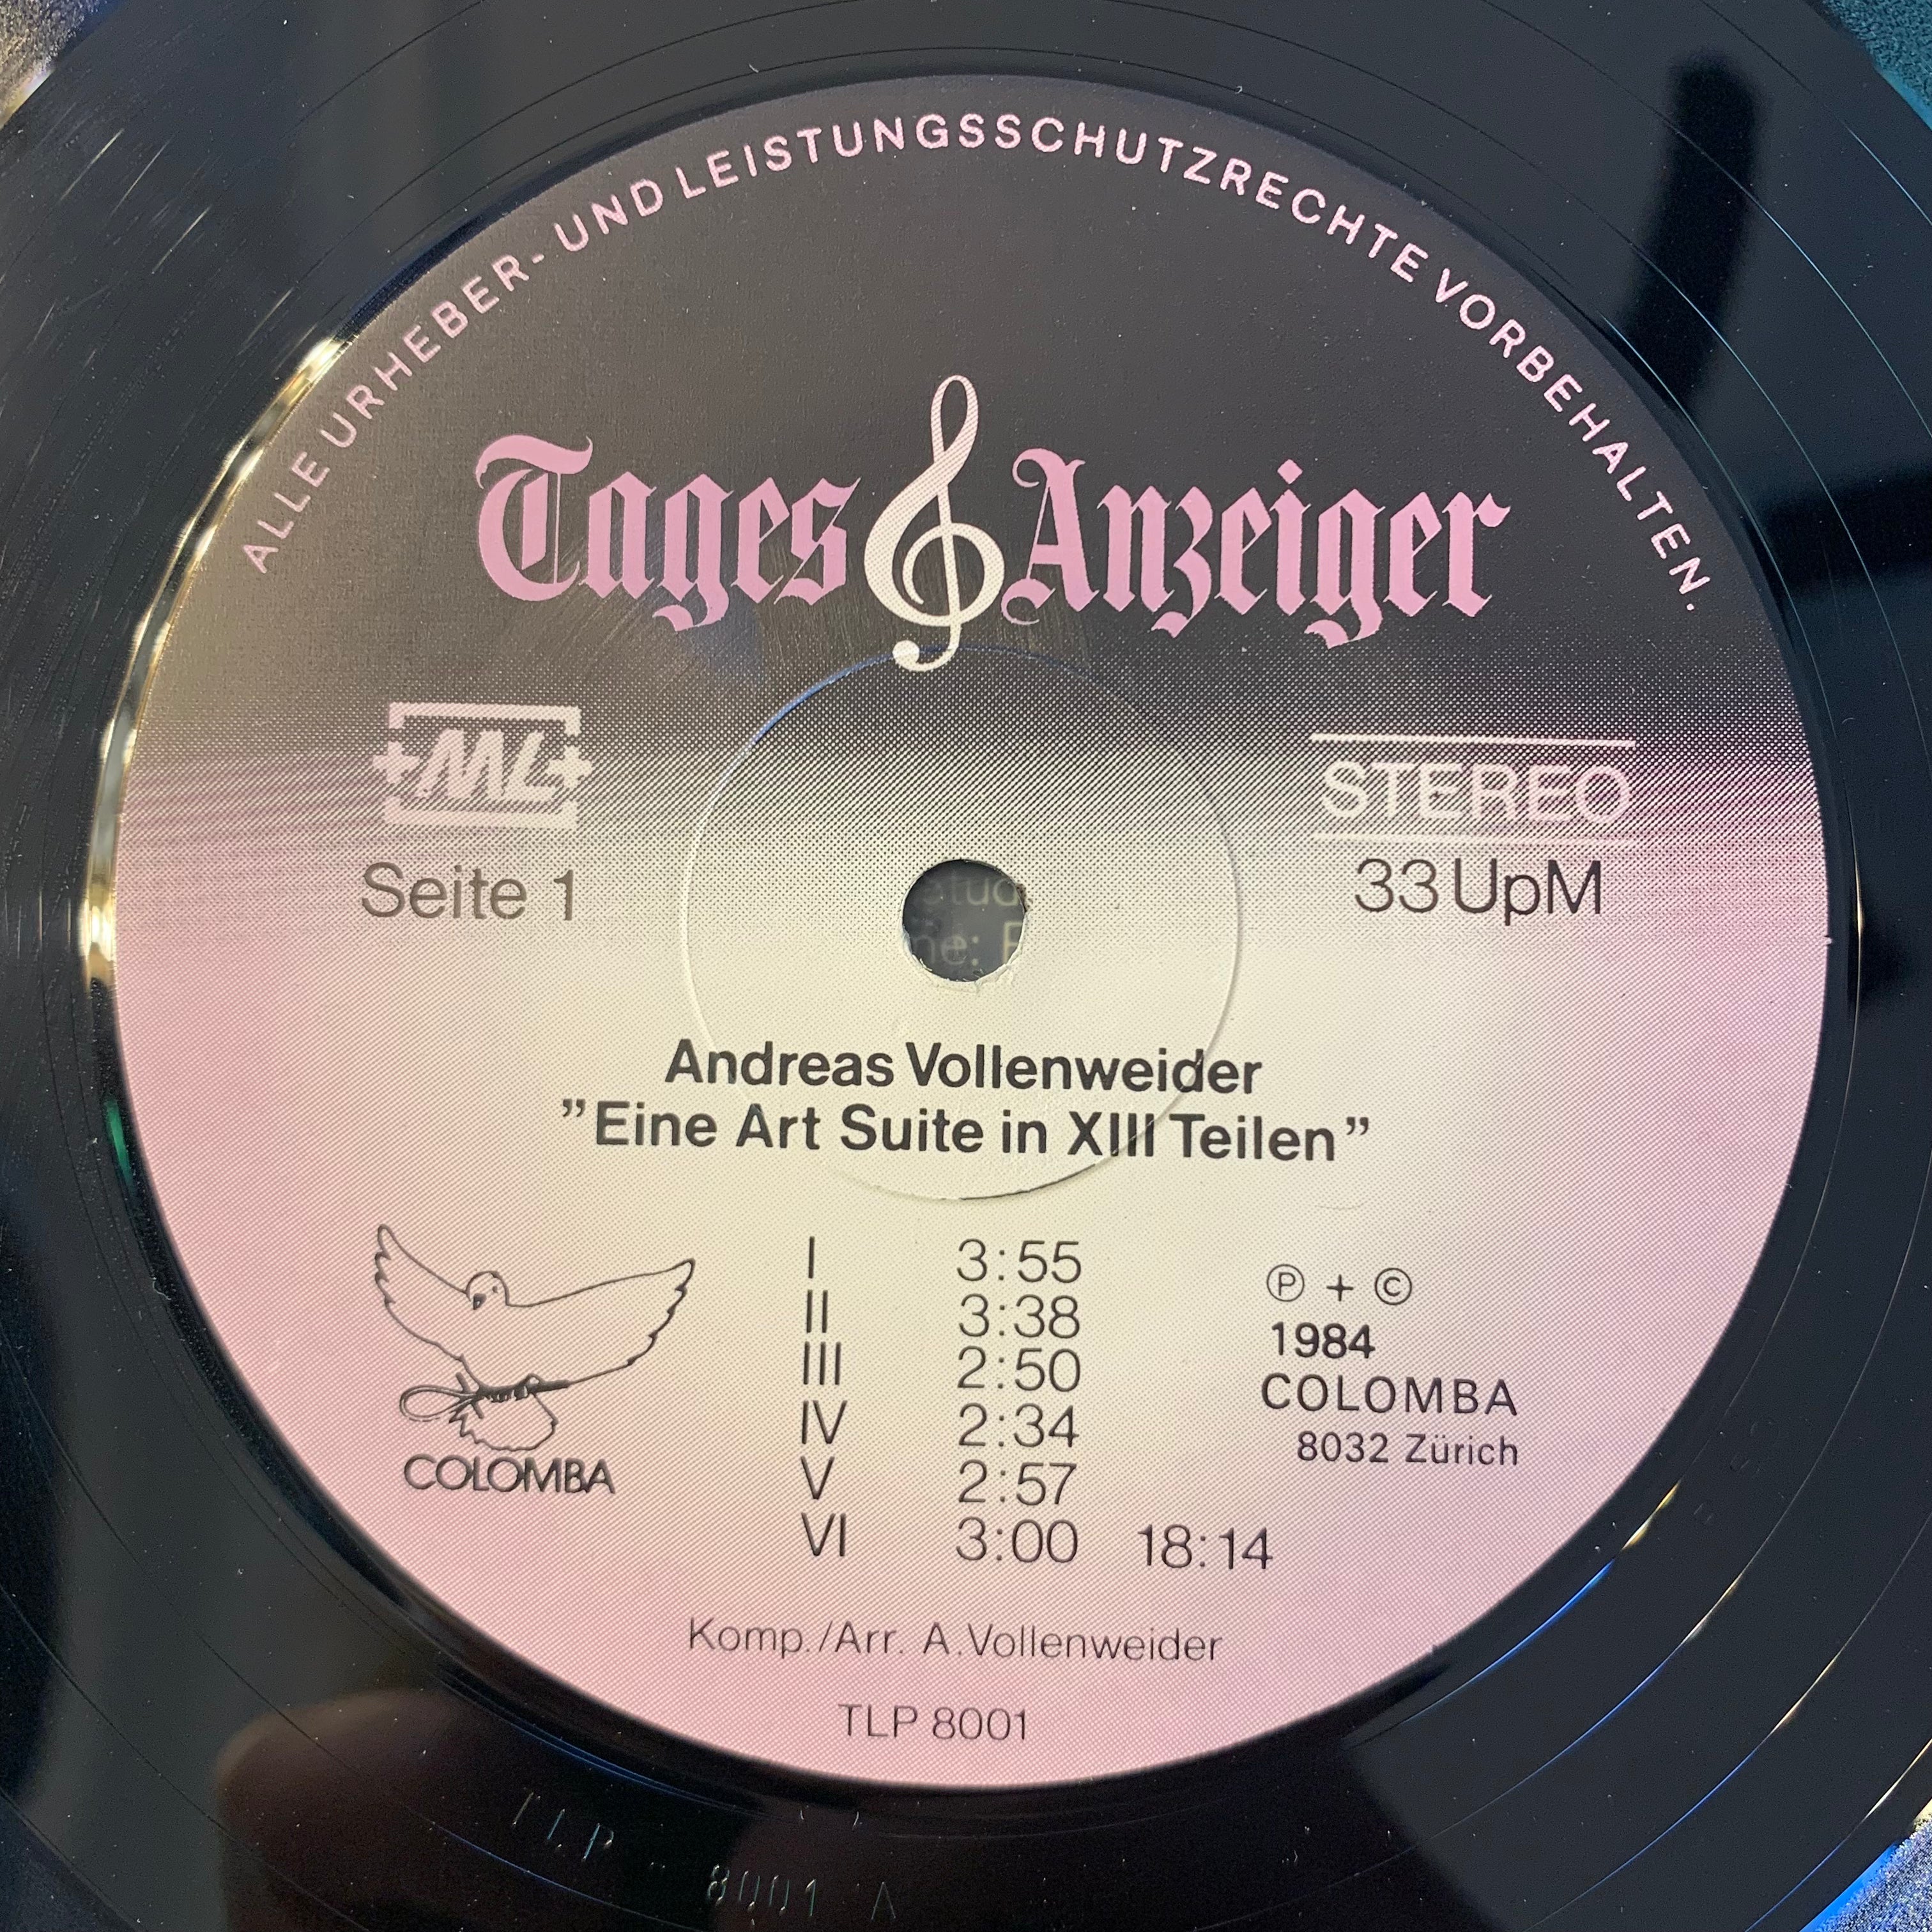 ALLE URHEBER- UND LEISTUNGSSCHUTZRECHTE VORBEHALTEN.
Tages Anzeiger
ML
STEREO
Seite 1
33 UpM
Andreas Vollenweider
"Eine Art Suite in XIII Teilen"
I 3:55
II 3:38
III 2:50
IV 2:34
V 2:57
VI 3:00 18:14
COLOMBA
Ⓟ + ©
1984
COLOMBA
8032 Zürich
Komp./Arr. A.Vollenweider
TLP 8001
TLP - 8001 A